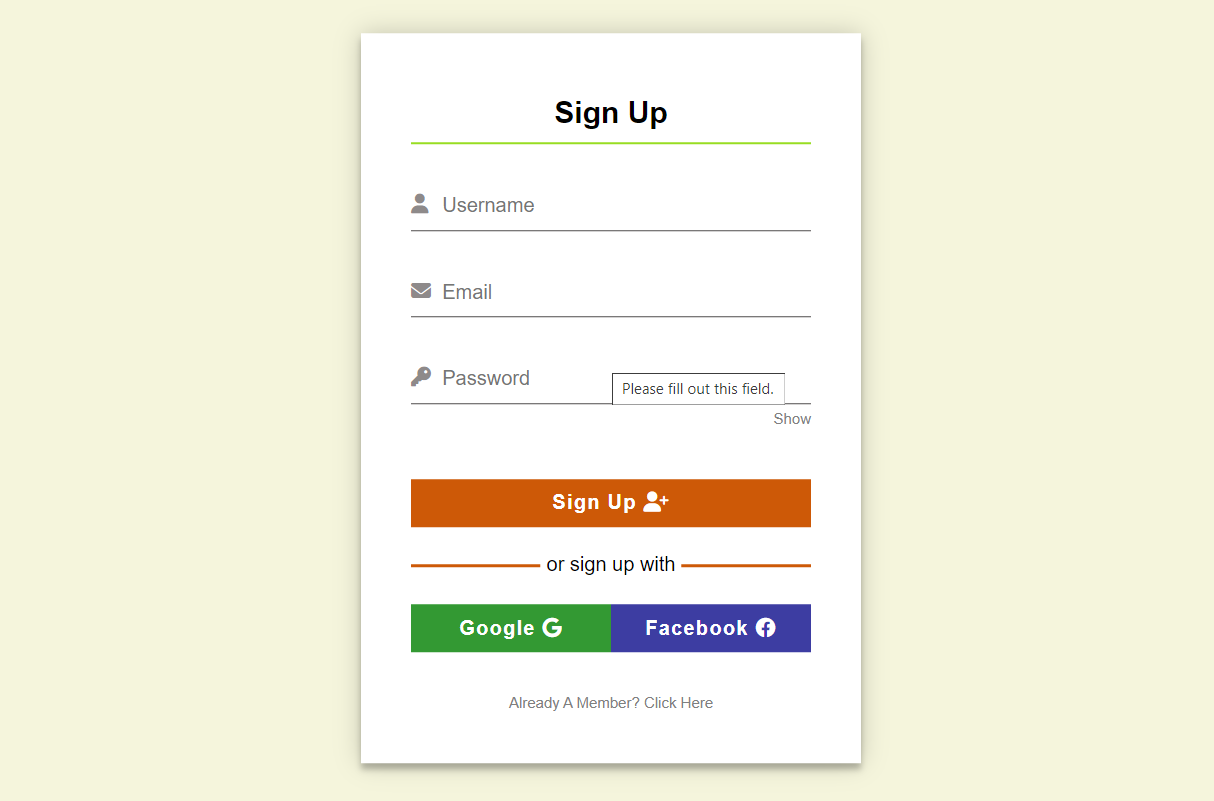 Sign Up
Username
Email
Password
Please fill out this field.
Show
Sign Up
or sign up with
Google
Facebook
Already A Member? Click Here